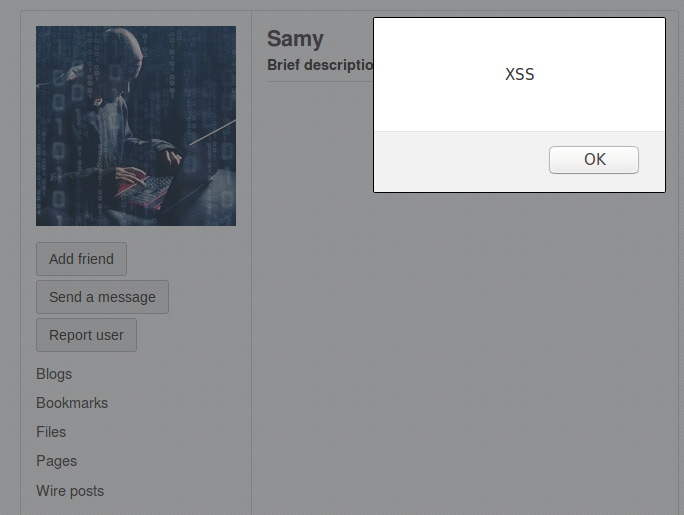 Samy
Brief descriptio
XSS
OK
Add friend
Send a message
Report user
Blogs
Bookmarks
Files
Pages
Wire posts